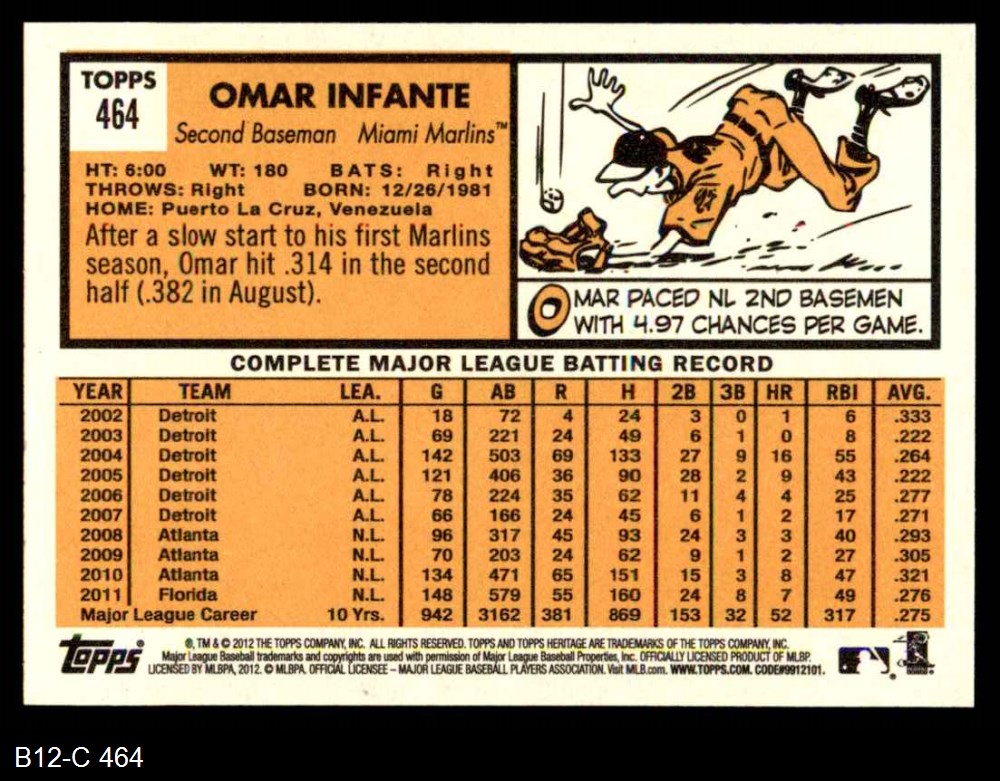 TOPPS
464
OMAR INFANTE
Second Baseman Miami Marlins™
HT: 6:00 WT: 180 BATS: Right
THROWS: Right BORN: 12/26/1981
HOME: Puerto La Cruz, Venezuela
After a slow start to his first Marlins
season, Omar hit .314 in the second
half (.382 in August).
OMAR PACED NL 2ND BASEMEN
WITH 4.97 CHANCES PER GAME.
COMPLETE MAJOR LEAGUE BATTING RECORD
YEAR TEAM LEA. G AB R H 2B 3B HR RBI AVG.
2002 Detroit A.L. 18 72 4 24 3 0 1 6 .333
2003 Detroit A.L. 69 221 24 49 6 1 0 8 .222
2004 Detroit A.L. 142 503 69 133 27 9 16 55 .264
2005 Detroit A.L. 121 406 36 90 28 2 9 43 .222
2006 Detroit A.L. 78 224 35 62 11 4 4 25 .277
2007 Detroit A.L. 66 166 24 45 6 1 2 17 .271
2008 Atlanta N.L. 96 317 45 93 24 3 3 40 .293
2009 Atlanta N.L. 70 203 24 62 9 1 2 27 .305
2010 Atlanta N.L. 134 471 65 151 15 3 8 47 .321
2011 Florida N.L. 148 579 55 160 24 8 7 49 .276
Major League Career 10 Yrs. 942 3162 381 869 153 32 52 317 .275
Topps
®, TM & © 2012 THE TOPPS COMPANY, INC. ALL RIGHTS RESERVED. TOPPS AND TOPPS HERITAGE ARE TRADEMARKS OF THE TOPPS COMPANY, INC.
Major League Baseball trademarks and copyrights are used with permission of Major League Baseball Properties, Inc. OFFICIALLY LICENSED PRODUCT OF MLBP.
LICENSED BY MLBPA, 2012. © MLBPA. OFFICIAL LICENSEE – MAJOR LEAGUE BASEBALL PLAYERS ASSOCIATION. Visit MLB.com. WWW.TOPPS.COM. CODE#9912101.
B12-C 464